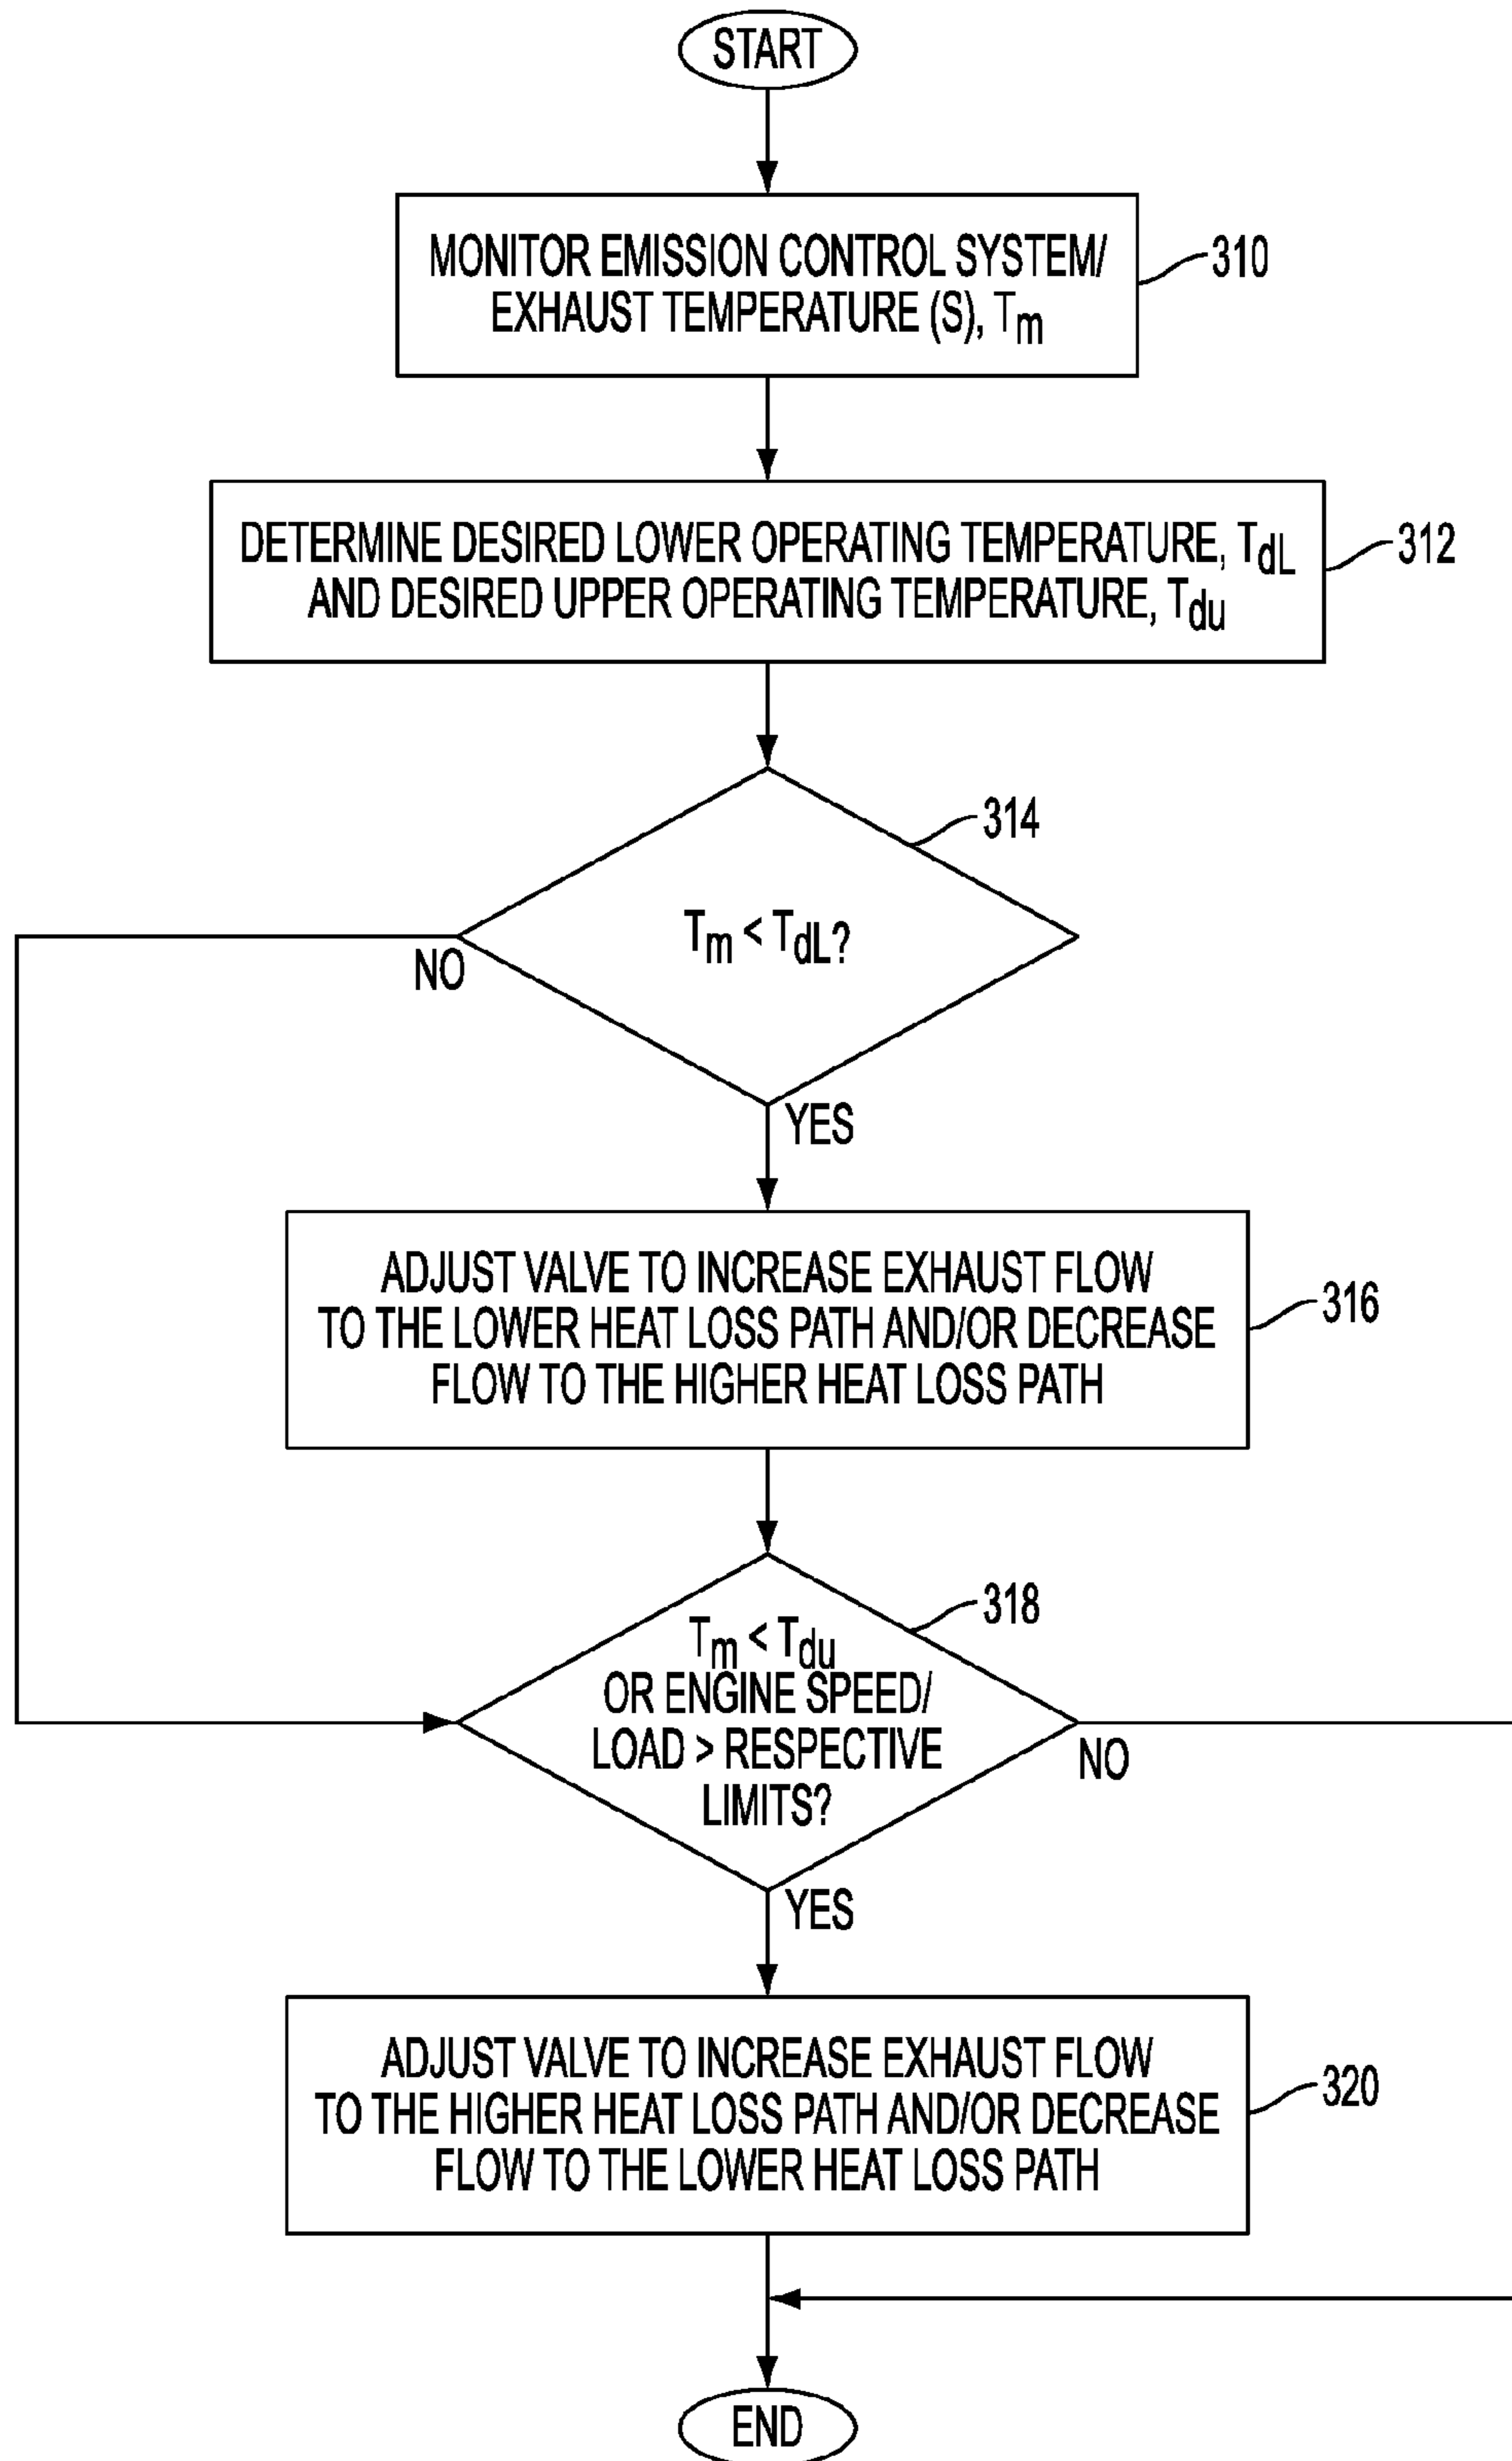 START
MONITOR EMISSION CONTROL SYSTEM/
EXHAUST TEMPERATURE (S), Tm
310
DETERMINE DESIRED LOWER OPERATING TEMPERATURE, TdL
AND DESIRED UPPER OPERATING TEMPERATURE, Tdu
312
314
Tm < TdL?
NO
YES
ADJUST VALVE TO INCREASE EXHAUST FLOW
TO THE LOWER HEAT LOSS PATH AND/OR DECREASE
FLOW TO THE HIGHER HEAT LOSS PATH
316
318
Tm < Tdu
OR ENGINE SPEED/
LOAD > RESPECTIVE
LIMITS?
NO
YES
ADJUST VALVE TO INCREASE EXHAUST FLOW
TO THE HIGHER HEAT LOSS PATH AND/OR DECREASE
FLOW TO THE LOWER HEAT LOSS PATH
320
END